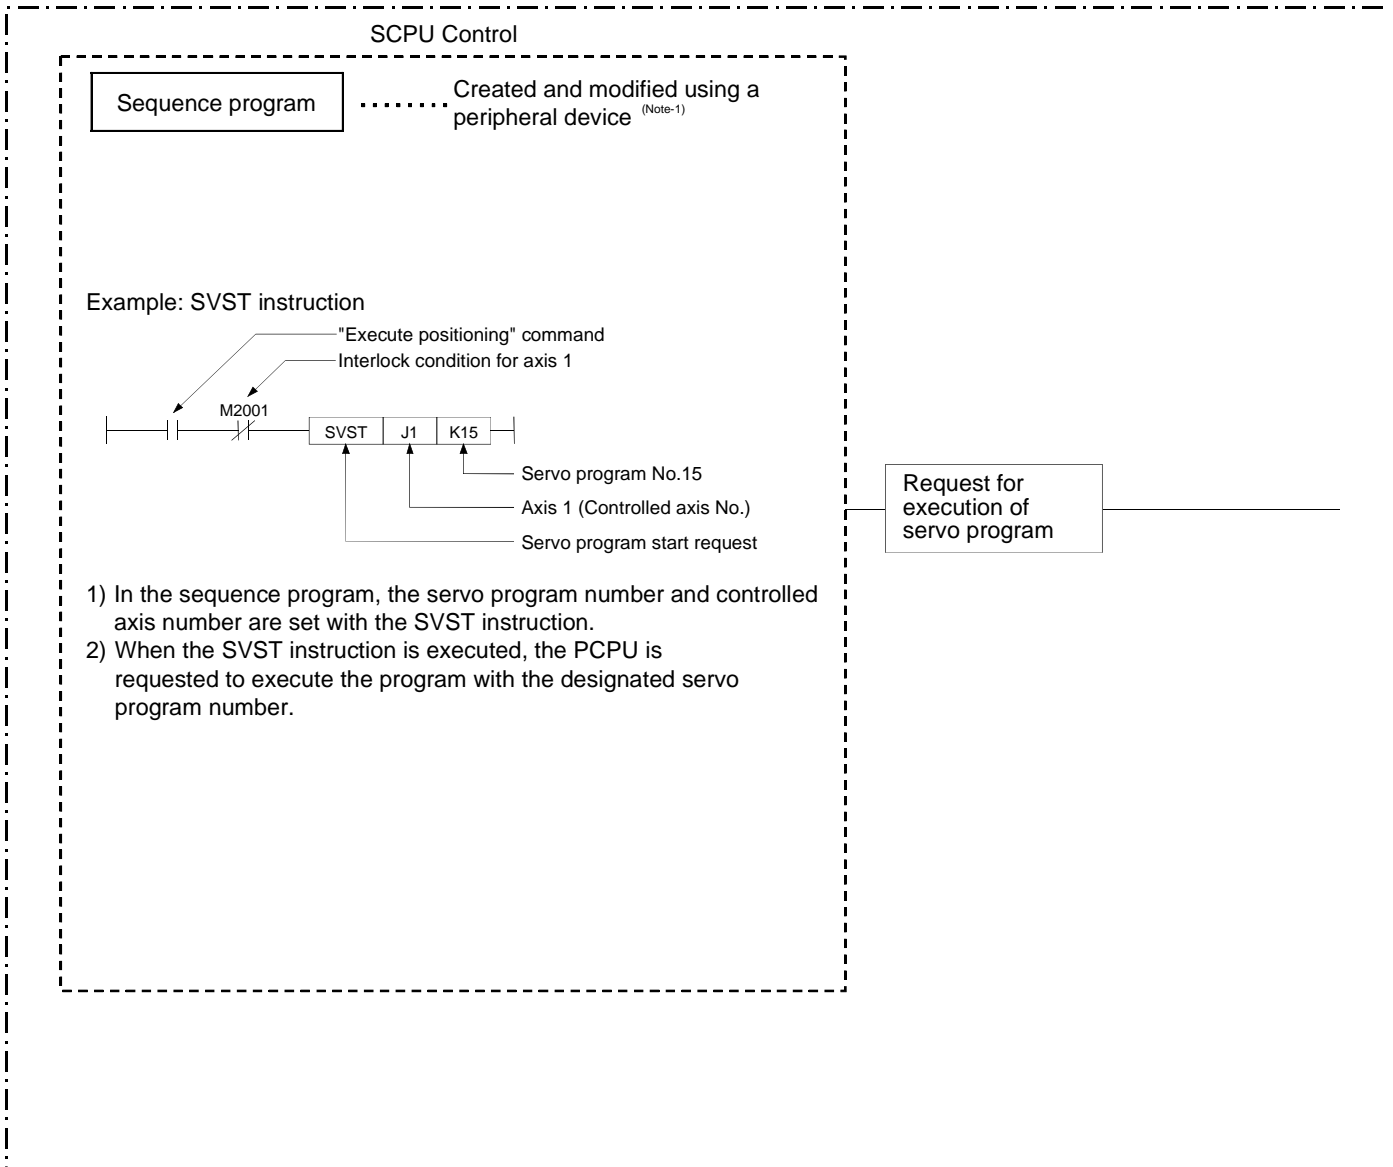 SCPU Control
Sequence program
Created and modified using a
peripheral device (Note-1)
Example: SVST instruction
"Execute positioning" command
Interlock condition for axis 1
M2001
SVST J1 K15
Servo program No.15
Axis 1 (Controlled axis No.)
Servo program start request
1) In the sequence program, the servo program number and controlled
axis number are set with the SVST instruction.
2) When the SVST instruction is executed, the PCPU is
requested to execute the program with the designated servo
program number.
Request for
execution of
servo program